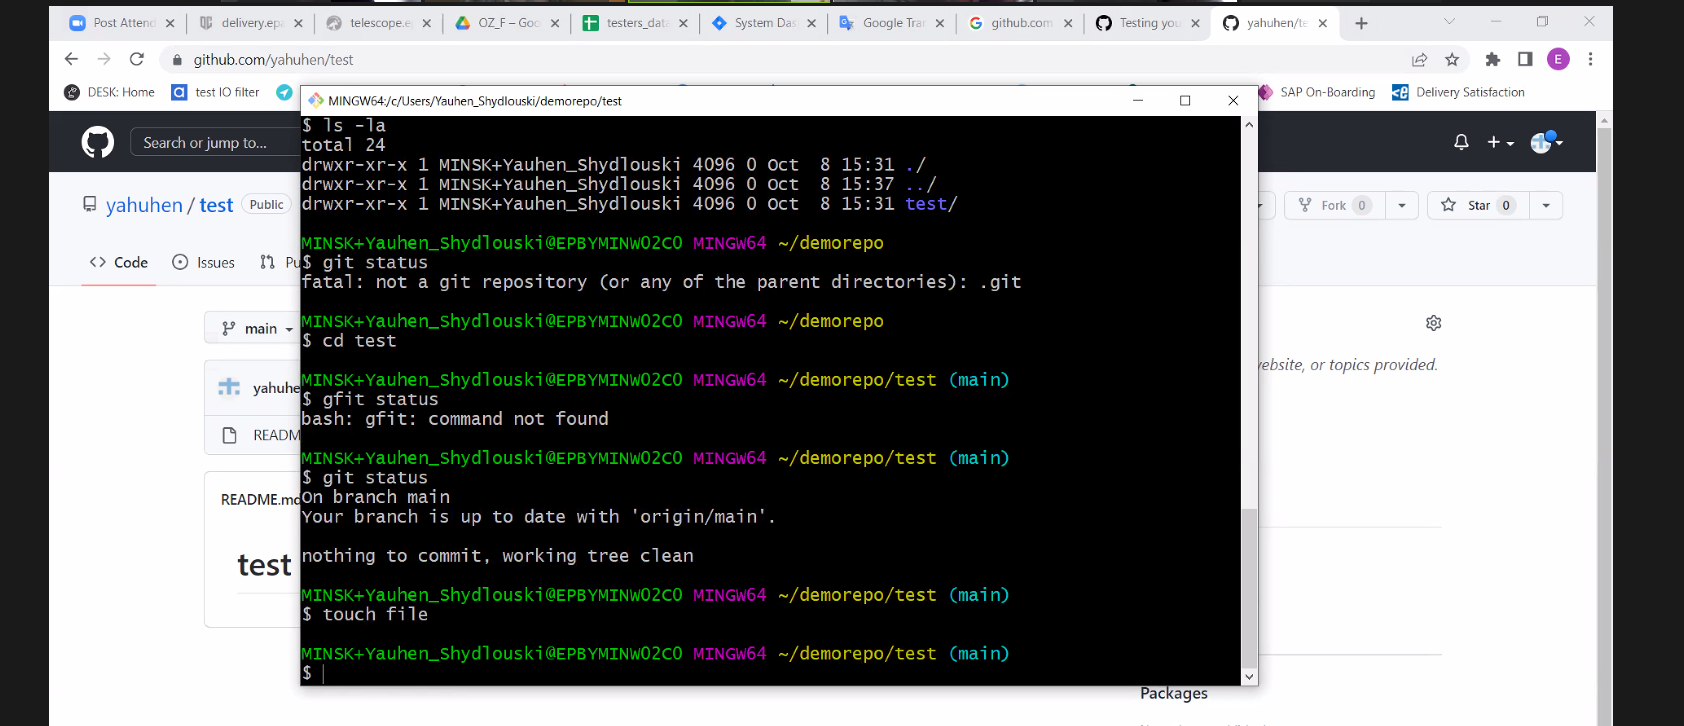 Post Attend
delivery.epa
telescope.e
OZ_F – Goo
testers_data
System Das
Google Tran
github.com
Testing you
yahuhen/te
github.com/yahuhen/test
E
DESK: Home
test IO filter
SAP On-Boarding
Delivery Satisfaction
MINGW64:/c/Users/Yauhen_Shydlouski/demorepo/test
Search or jump to...
yahuhen / test Public
Fork 0
Star 0
Code
Issues
Pu
main
yahuhe
READM
README.md
test
website, or topics provided.
Packages
$ ls -la
total 24
drwxr-xr-x 1 MINSK+Yauhen_Shydlouski 4096 0 Oct  8 15:31 ./
drwxr-xr-x 1 MINSK+Yauhen_Shydlouski 4096 0 Oct  8 15:37 ../
drwxr-xr-x 1 MINSK+Yauhen_Shydlouski 4096 0 Oct  8 15:31 test/
MINSK+Yauhen_Shydlouski@EPBYMINW02C0 MINGW64 ~/demorepo
$ git status
fatal: not a git repository (or any of the parent directories): .git
MINSK+Yauhen_Shydlouski@EPBYMINW02C0 MINGW64 ~/demorepo
$ cd test
MINSK+Yauhen_Shydlouski@EPBYMINW02C0 MINGW64 ~/demorepo/test (main)
$ gfit status
bash: gfit: command not found
MINSK+Yauhen_Shydlouski@EPBYMINW02C0 MINGW64 ~/demorepo/test (main)
$ git status
On branch main
Your branch is up to date with 'origin/main'.
nothing to commit, working tree clean
MINSK+Yauhen_Shydlouski@EPBYMINW02C0 MINGW64 ~/demorepo/test (main)
$ touch file
MINSK+Yauhen_Shydlouski@EPBYMINW02C0 MINGW64 ~/demorepo/test (main)
$